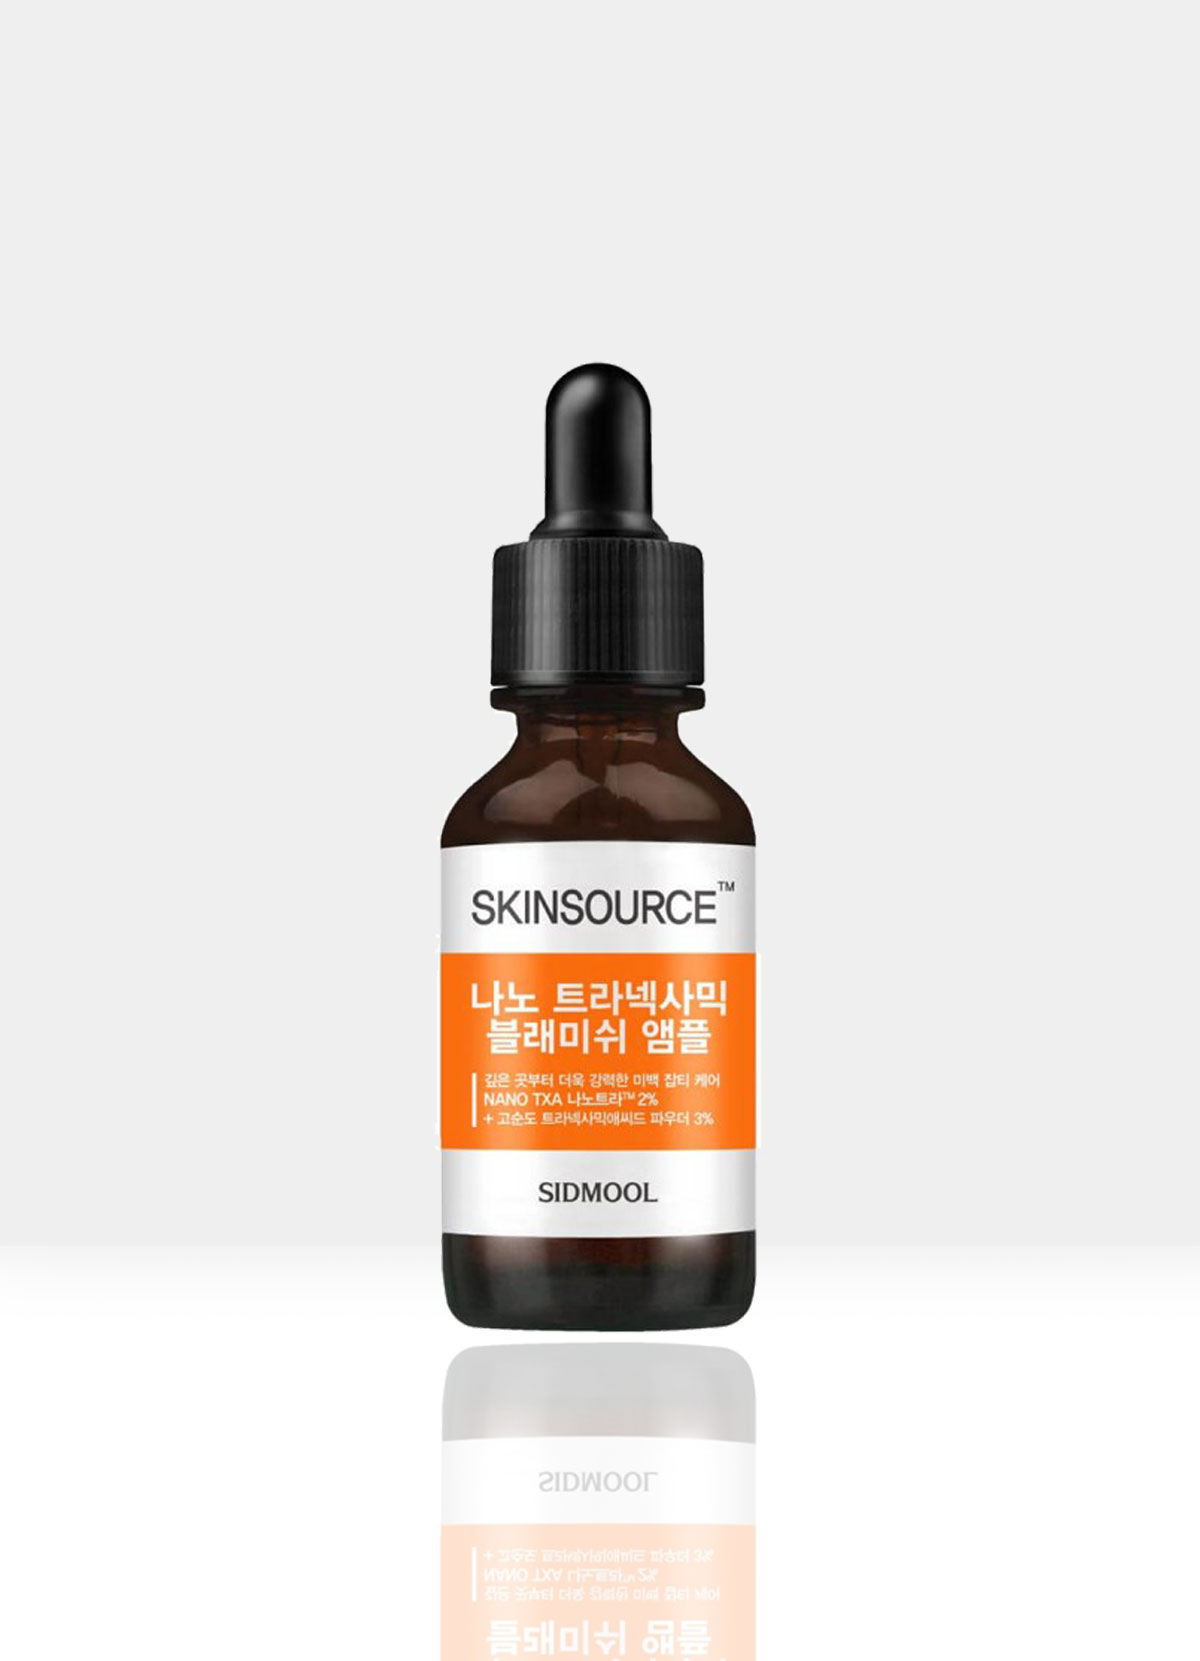 SKINSOURCE™
나노 트라넥사믹
블래미쉬 앰플
깊은 곳부터 더욱 강력한 미백 잡티 케어
NANO TXA 나노트라™ 2%
+ 고순도 트라넥사믹애씨드 파우더 3%
SIDMOOL